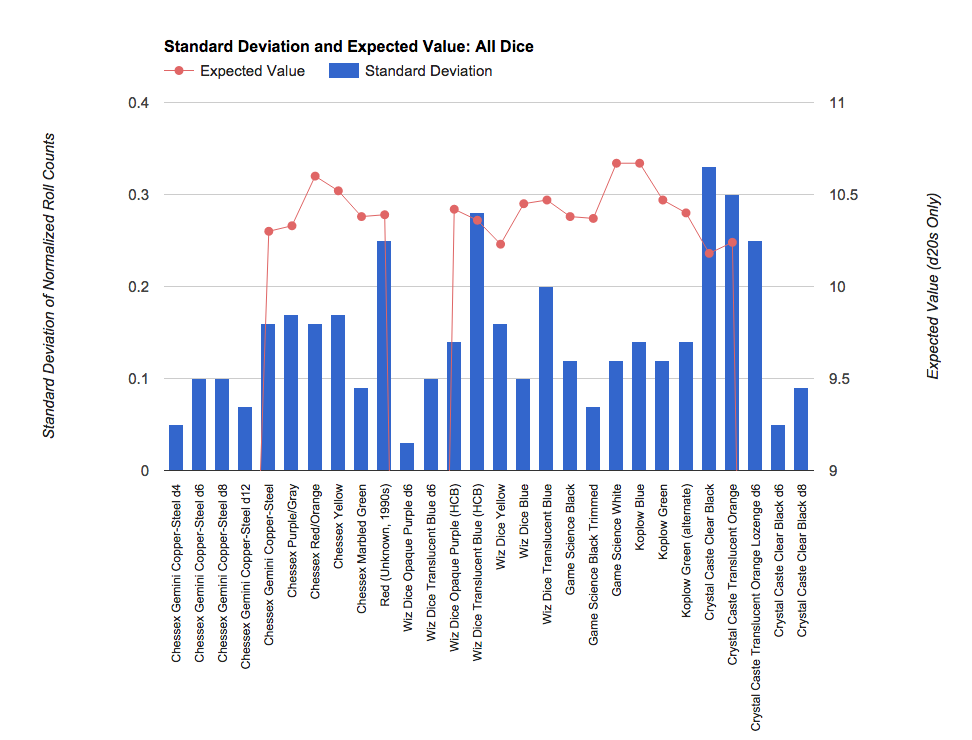 Standard Deviation and Expected Value: All Dice
Expected Value
Standard Deviation
0.4
0.3
0.2
0.1
0
11
10.5
10
9.5
9
Standard Deviation of Normalized Roll Counts
Expected Value (d20s Only)
Chessex Gemini Copper-Steel d4
Chessex Gemini Copper-Steel d6
Chessex Gemini Copper-Steel d8
Chessex Gemini Copper-Steel d12
Chessex Gemini Copper-Steel
Chessex Purple/Gray
Chessex Red/Orange
Chessex Yellow
Chessex Marbled Green
Red (Unknown, 1990s)
Wiz Dice Opaque Purple d6
Wiz Dice Translucent Blue d6
Wiz Dice Opaque Purple (HCB)
Wiz Dice Translucent Blue (HCB)
Wiz Dice Yellow
Wiz Dice Blue
Wiz Dice Translucent Blue
Game Science Black
Game Science Black Trimmed
Game Science White
Koplow Blue
Koplow Green
Koplow Green (alternate)
Crystal Caste Clear Black
Crystal Caste Translucent Orange
Crystal Caste Translucent Orange Lozenge d6
Crystal Caste Clear Black d6
Crystal Caste Clear Black d8